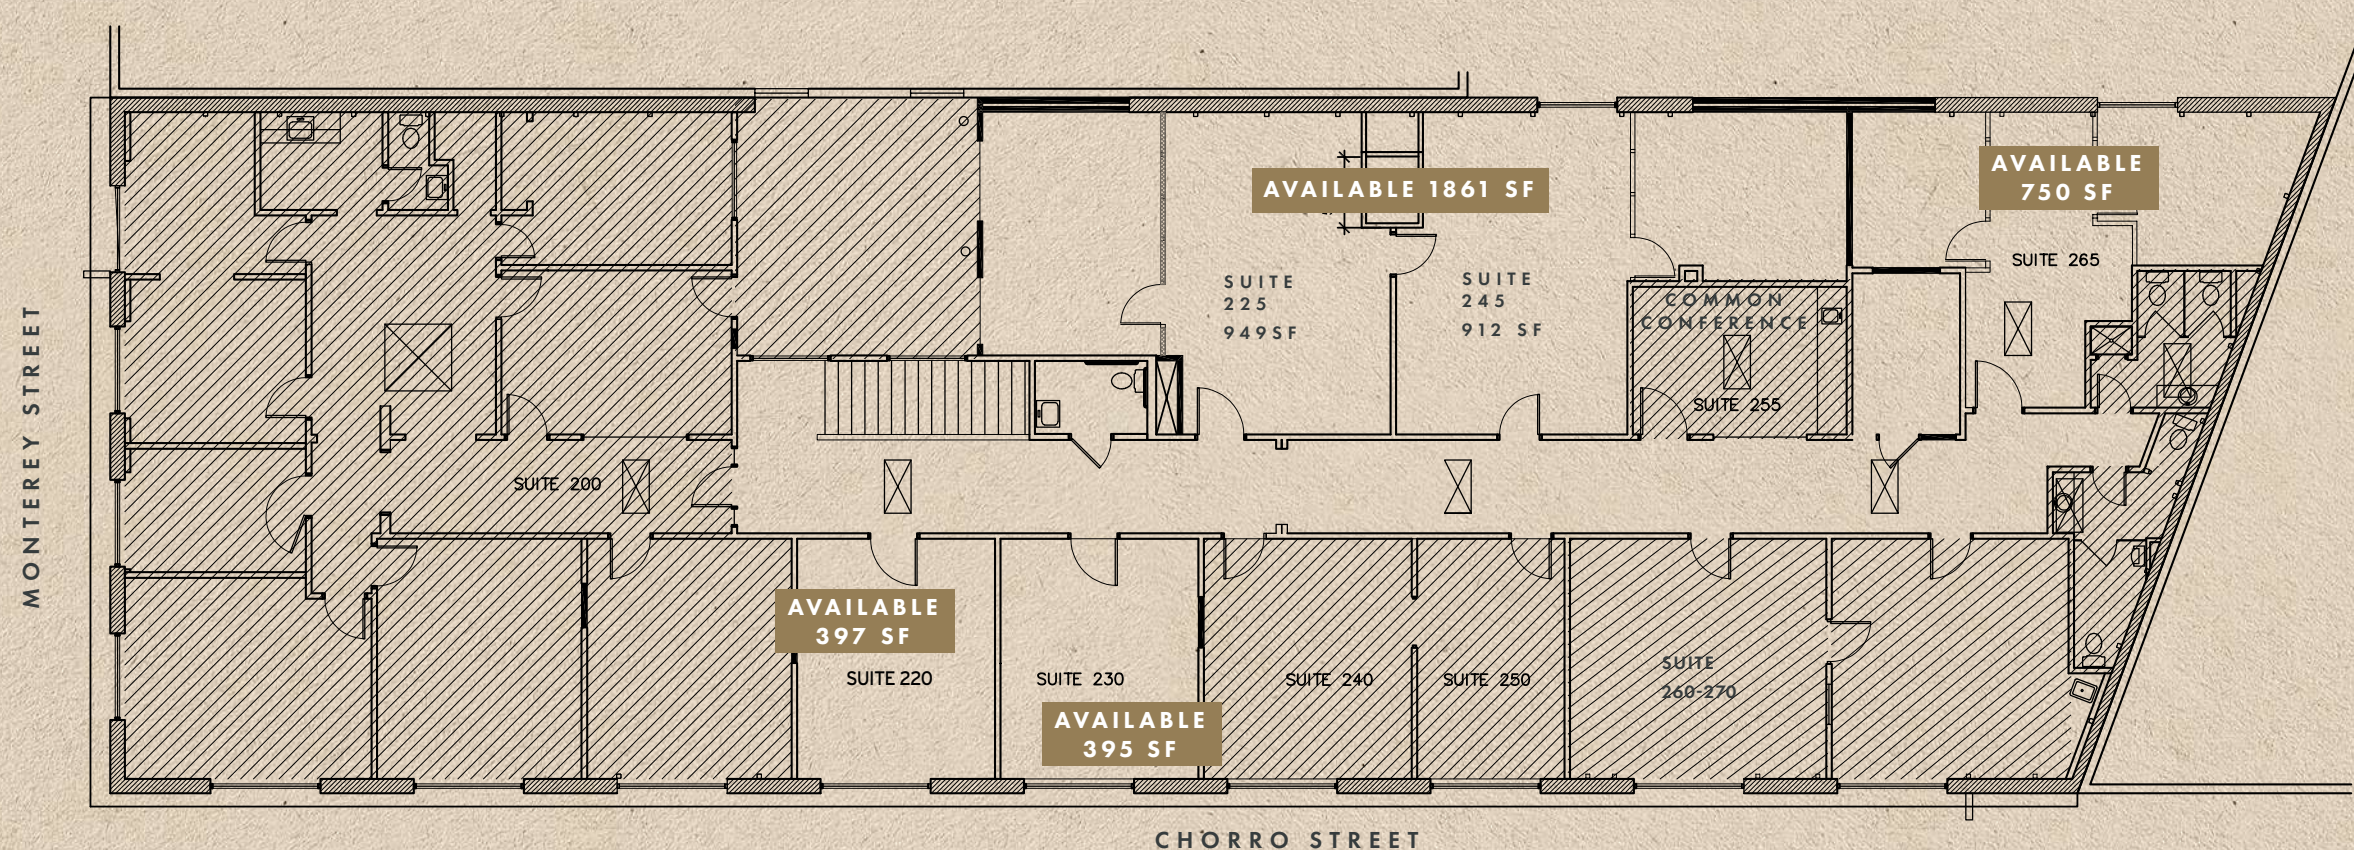 AVAILABLE
750 SF
AVAILABLE 1861 SF
SUITE 265
SUITE
225
949SF
SUITE
245
912 SF
COMMON
CONFERENCE
SUITE 255
MONTEREY STREET
SUITE 200
AVAILABLE
397 SF
SUITE 220
SUITE 230
AVAILABLE
395 SF
SUITE 240
SUITE 250
SUITE
260-270
CHORRO STREET